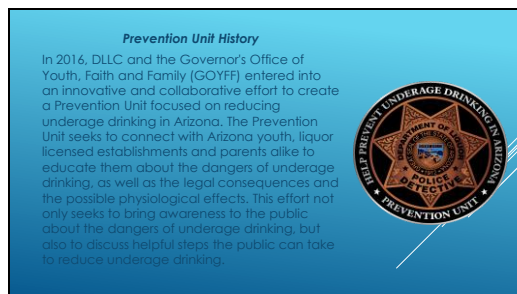 Prevention Unit History
In 2016, DLLC and the Governor's Office of
Youth, Faith and Family (GOYFF) entered into
an innovative and collaborative effort to create
a Prevention Unit focused on reducing
underage drinking in Arizona. The Prevention
Unit seeks to connect with Arizona youth, liquor
licensed establishments and parents alike to
educate them about the dangers of underage
drinking, as well as the legal consequences and
the possible physiological effects. This effort not
only seeks to bring awareness to the public
about the dangers of underage drinking, but
also to discuss helpful steps the public can take
to reduce underage drinking.
HELP PREVENT UNDERAGE DRINKING IN ARIZONA
PREVENTION UNIT
DEPARTMENT OF LIQUOR
POLICE
DETECTIVE